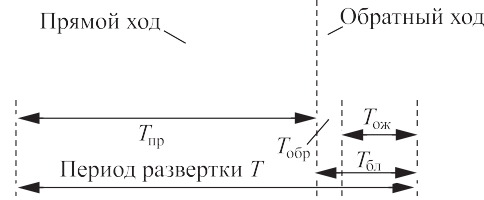 Прямой ход
Обратный ход
Tпр
Tобр
Tож
Период развертки T
Tбл